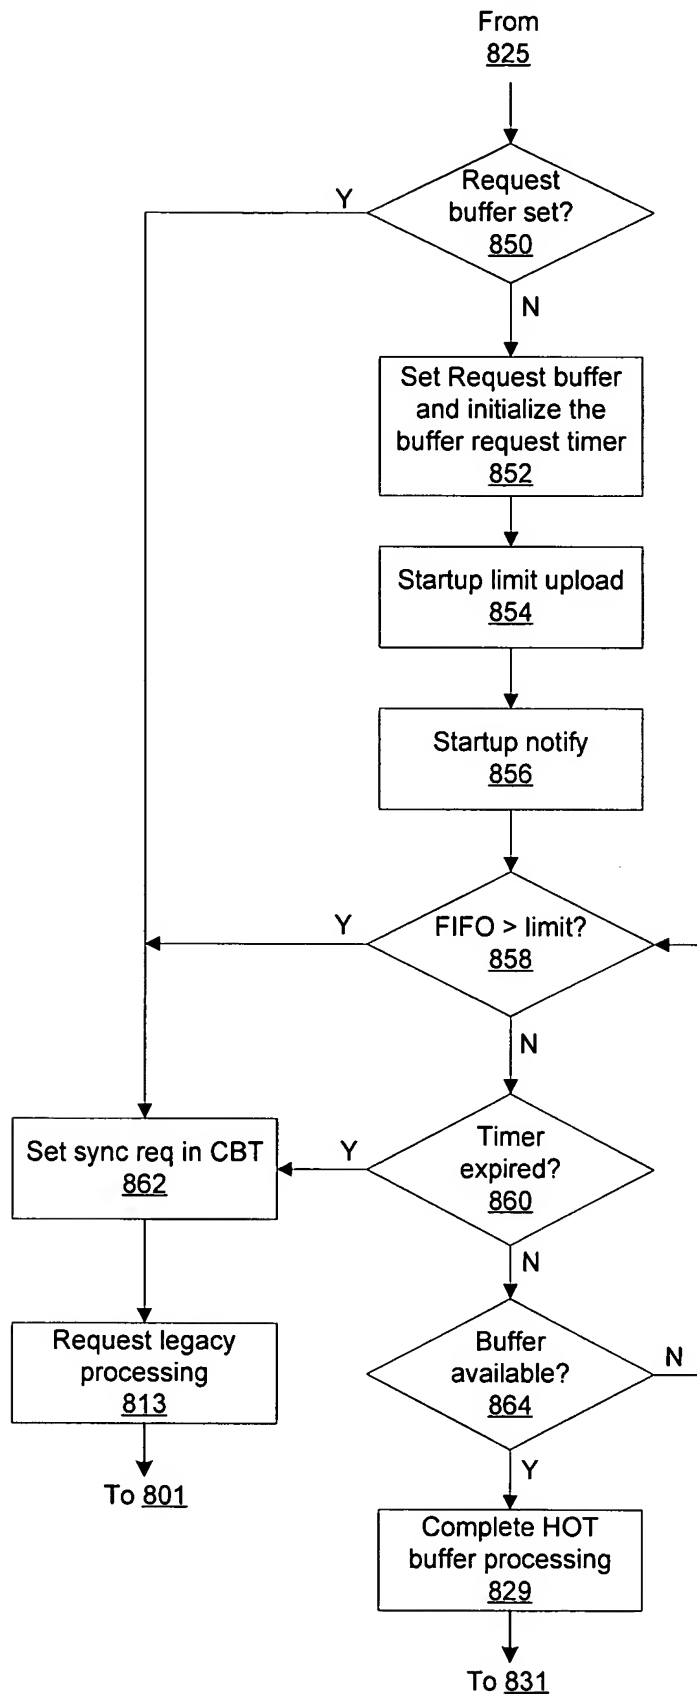 From
825
Request
buffer set?
850
Y
N
Set Request buffer
and initialize the
buffer request timer
852
Startup limit upload
854
Startup notify
856
FIFO > limit?
858
Y
N
Timer
expired?
860
Y
N
Set sync req in CBT
862
Buffer
available?
864
N
Y
Request legacy
processing
813
To 801
Complete HOT
buffer processing
829
To 831